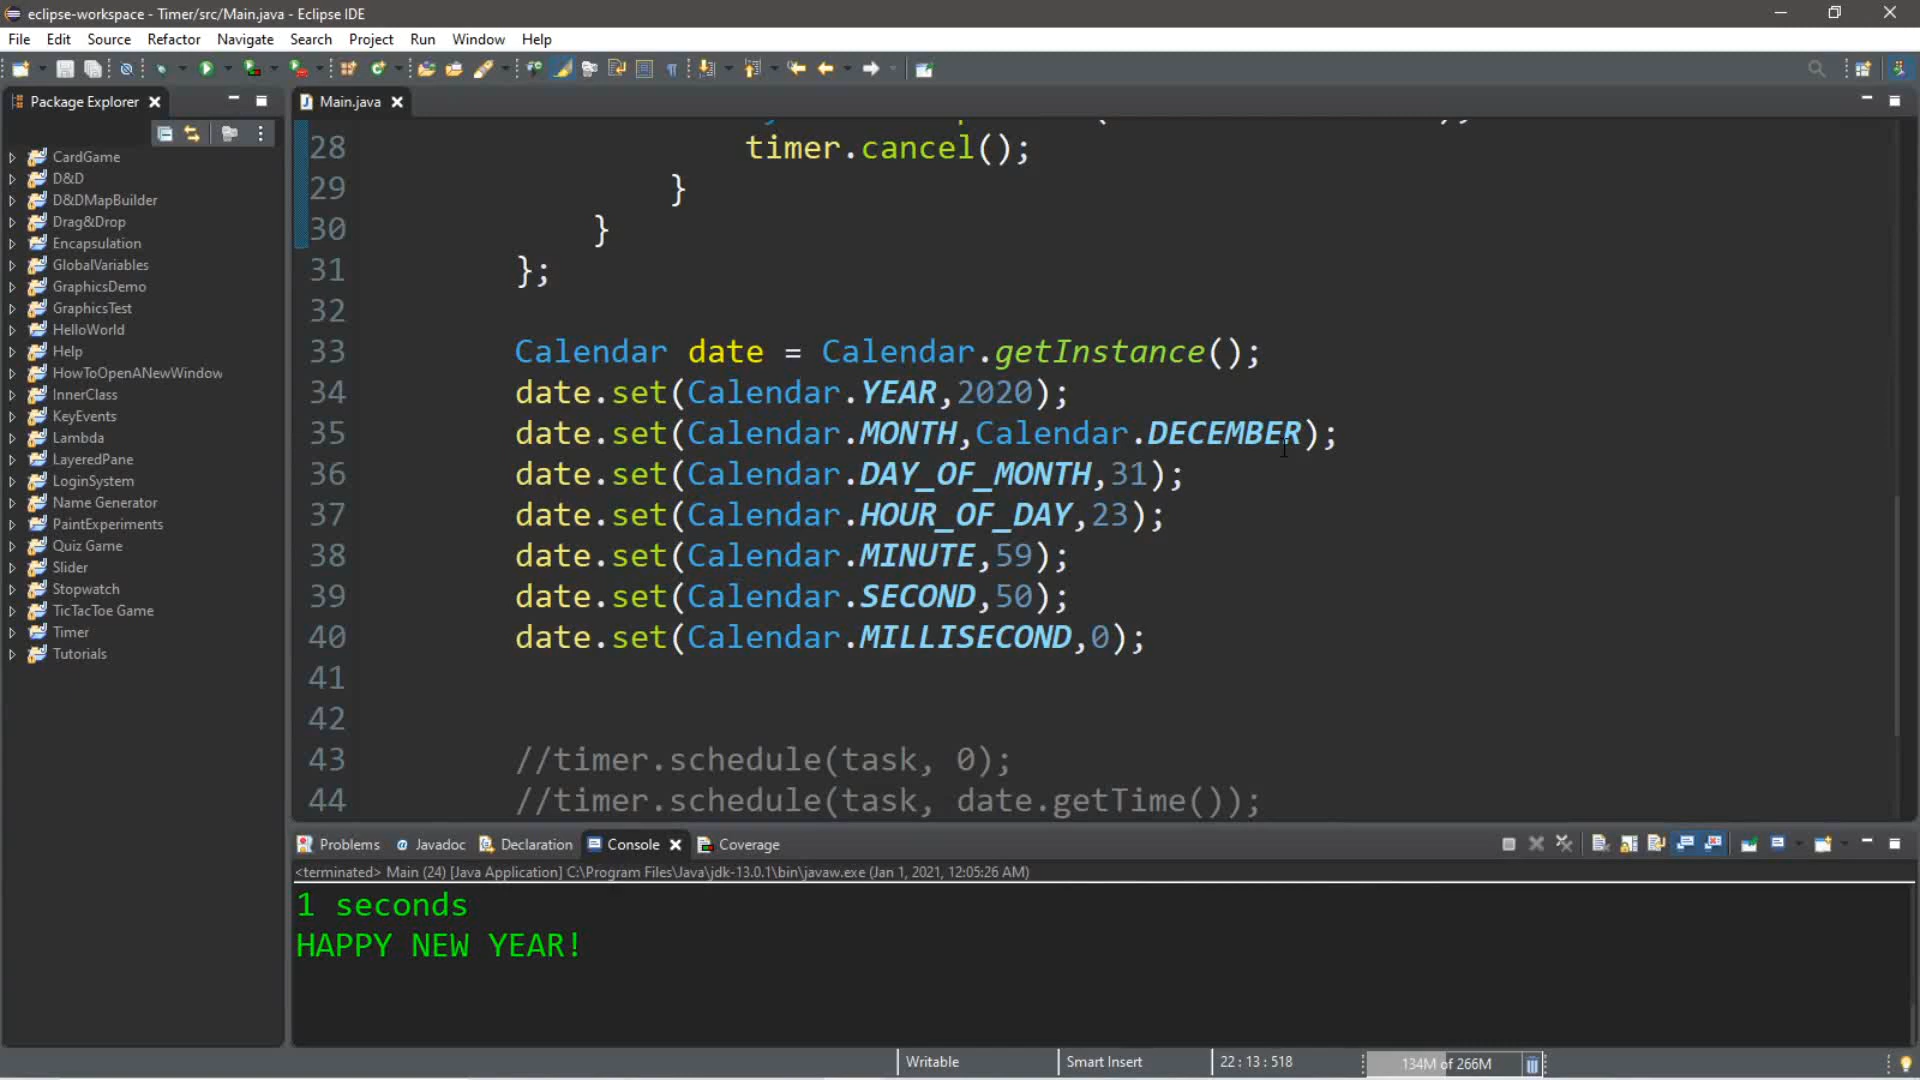 eclipse-workspace - Timer/src/Main.java - Eclipse IDE
File Edit Source Refactor Navigate Search Project Run Window Help
Package Explorer
CardGame
D&D
D&DMapBuilder
Drag&Drop
Encapsulation
GlobalVariables
GraphicsDemo
GraphicsTest
HelloWorld
Help
HowToOpenANewWindow
InnerClass
KeyEvents
Lambda
LayeredPane
LoginSystem
Name Generator
PaintExperiments
Quiz Game
Slider
Stopwatch
TicTacToe Game
Timer
Tutorials
Main.java
28 timer.cancel();
29 }
30 }
31 };
32
33 Calendar date = Calendar.getInstance();
34 date.set(Calendar.YEAR,2020);
35 date.set(Calendar.MONTH,Calendar.DECEMBER);
36 date.set(Calendar.DAY_OF_MONTH,31);
37 date.set(Calendar.HOUR_OF_DAY,23);
38 date.set(Calendar.MINUTE,59);
39 date.set(Calendar.SECOND,50);
40 date.set(Calendar.MILLISECOND,0);
41
42
43 //timer.schedule(task, 0);
44 //timer.schedule(task, date.getTime());
Problems @ Javadoc Declaration Console Coverage
<terminated> Main (24) [Java Application] C:\Program Files\Java\jdk-13.0.1\bin\javaw.exe (Jan 1, 2021, 12:05:26 AM)
1 seconds
HAPPY NEW YEAR!
Writable Smart Insert 22 : 13 : 518 134M of 266M